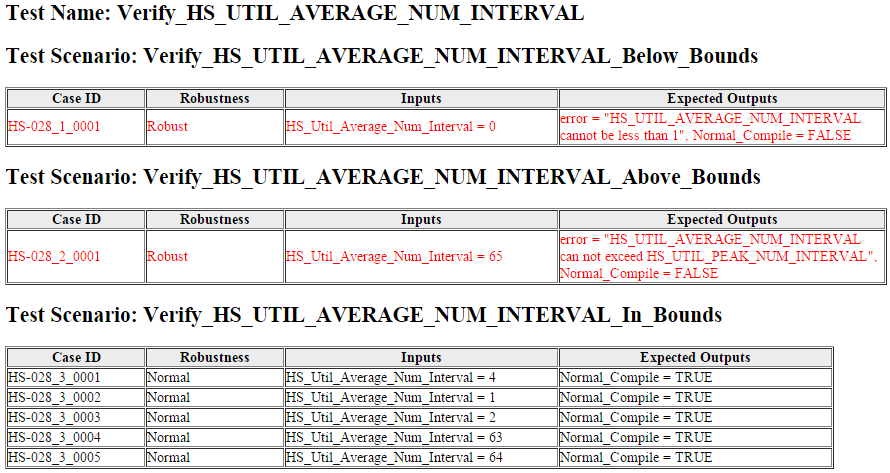 Test Name: Verify_HS_UTIL_AVERAGE_NUM_INTERVAL
Test Scenario: Verify_HS_UTIL_AVERAGE_NUM_INTERVAL_Below_Bounds
Case ID Robustness Inputs Expected Outputs
HS-028_1_0001 Robust HS_Util_Average_Num_Interval = 0 error = "HS_UTIL_AVERAGE_NUM_INTERVAL
cannot be less than 1", Normal_Compile = FALSE
Test Scenario: Verify_HS_UTIL_AVERAGE_NUM_INTERVAL_Above_Bounds
Case ID Robustness Inputs Expected Outputs
HS-028_2_0001 Robust HS_Util_Average_Num_Interval = 65 error = "HS_UTIL_AVERAGE_NUM_INTERVAL
can not exceed HS_UTIL_PEAK_NUM_INTERVAL",
Normal_Compile = FALSE
Test Scenario: Verify_HS_UTIL_AVERAGE_NUM_INTERVAL_In_Bounds
Case ID Robustness Inputs Expected Outputs
HS-028_3_0001 Normal HS_Util_Average_Num_Interval = 4 Normal_Compile = TRUE
HS-028_3_0002 Normal HS_Util_Average_Num_Interval = 1 Normal_Compile = TRUE
HS-028_3_0003 Normal HS_Util_Average_Num_Interval = 2 Normal_Compile = TRUE
HS-028_3_0004 Normal HS_Util_Average_Num_Interval = 63 Normal_Compile = TRUE
HS-028_3_0005 Normal HS_Util_Average_Num_Interval = 64 Normal_Compile = TRUE